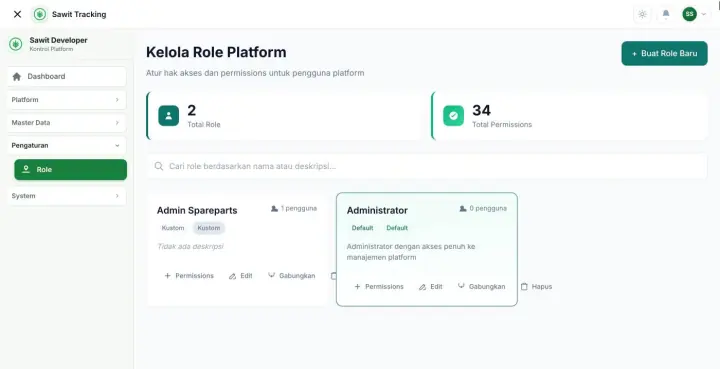 Sawit Tracking
SS
Sawit Developer
Kontrol Platform
Dashboard
Platform
Master Data
Pengaturan
Role
System
Kelola Role Platform
Atur hak akses dan permissions untuk pengguna platform
+ Buat Role Baru
2
Total Role
34
Total Permissions
Cari role berdasarkan nama atau deskripsi...
Admin Spareparts
1 pengguna
Kustom Kustom
Tidak ada deskripsi
+ Permissions Edit Gabungkan
Administrator
0 pengguna
Default Default
Administrator dengan akses penuh ke
manajemen platform
+ Permissions Edit Gabungkan Hapus